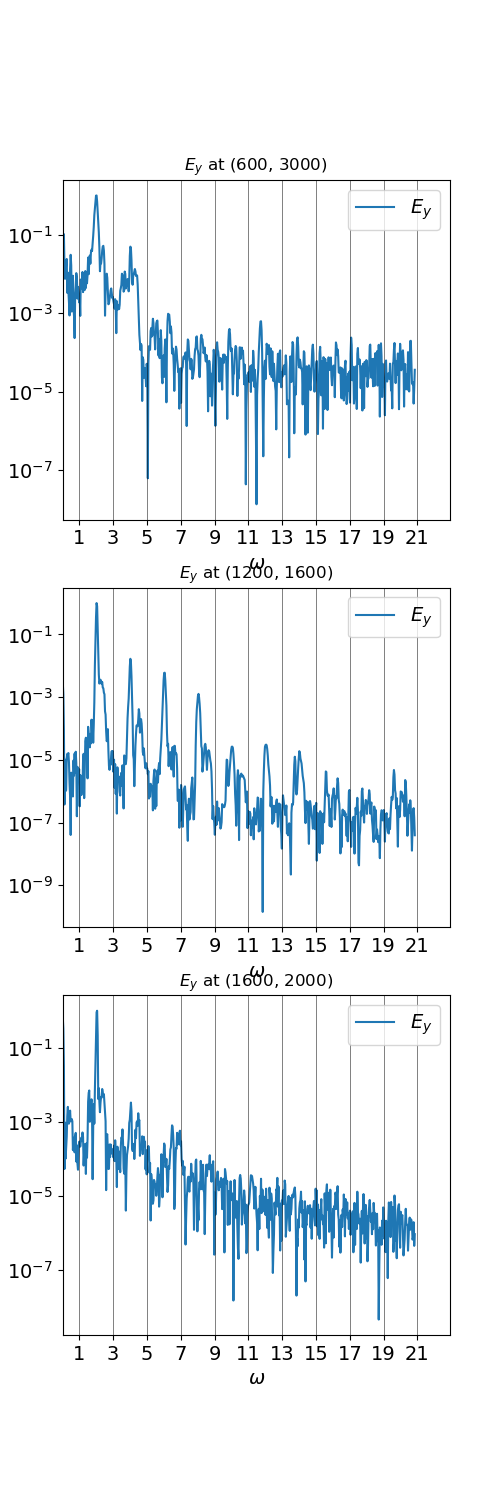 E_y at (600, 3000)
E_y
10^{-1}
10^{-3}
10^{-5}
10^{-7}
1 3 5 7 9 11 13 15 17 19 21
ω
E_y at (1200, 1600)
E_y
10^{-1}
10^{-3}
10^{-5}
10^{-7}
10^{-9}
1 3 5 7 9 11 13 15 17 19 21
ω
E_y at (1600, 2000)
E_y
10^{-1}
10^{-3}
10^{-5}
10^{-7}
1 3 5 7 9 11 13 15 17 19 21
ω